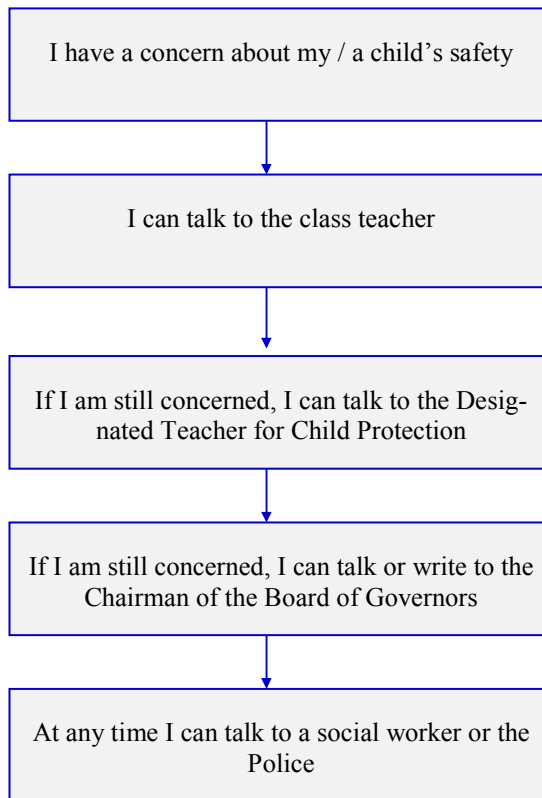 I have a concern about my / a child’s safety
I can talk to the class teacher
If I am still concerned, I can talk to the Desig-
nated Teacher for Child Protection
If I am still concerned, I can talk or write to the
Chairman of the Board of Governors
At any time I can talk to a social worker or the
Police